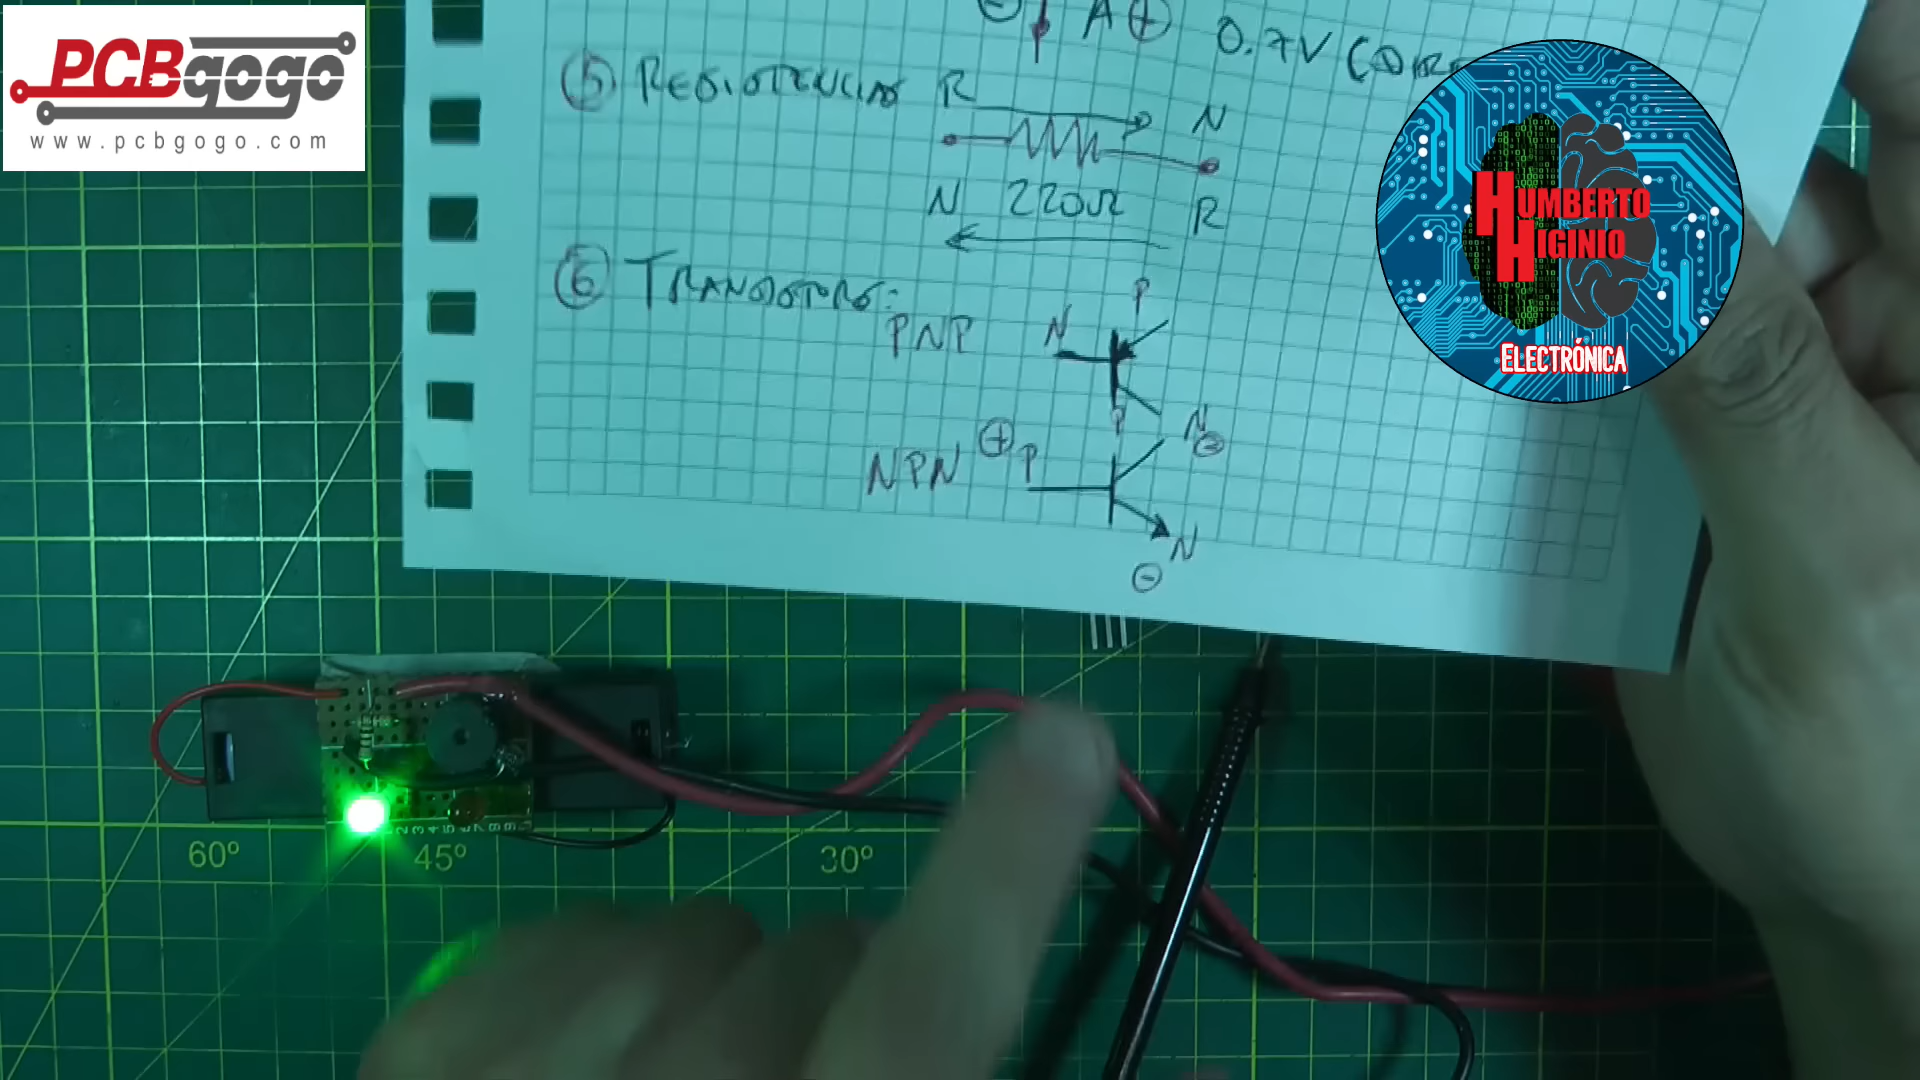 PCBgogo
www.pcbgogo.com
⊖ A ⊕ 0.7V
⑤ RESISTENCIAS R N
N 220Ω R
⑥ TRANSISTORES:
PNP N P
P
NPN ⊕ P N ⊖
N
⊖
HUMBERTO
HIGINIO
ELECTRÓNICA
60º 45º 30º